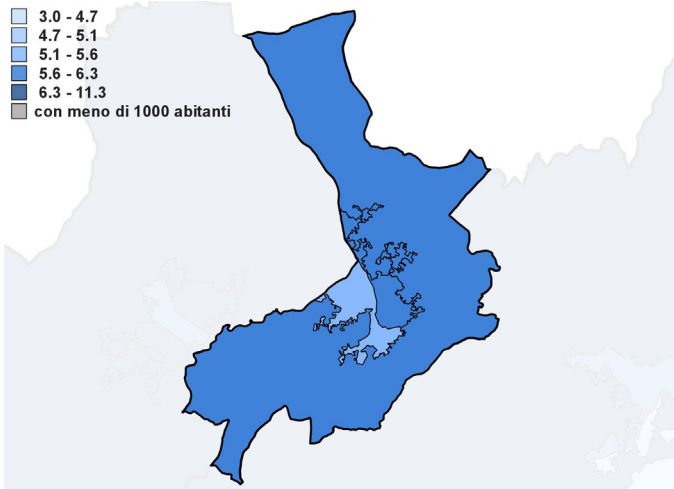 3.0 - 4.7
4.7 - 5.1
5.1 - 5.6
5.6 - 6.3
6.3 - 11.3
con meno di 1000 abitanti